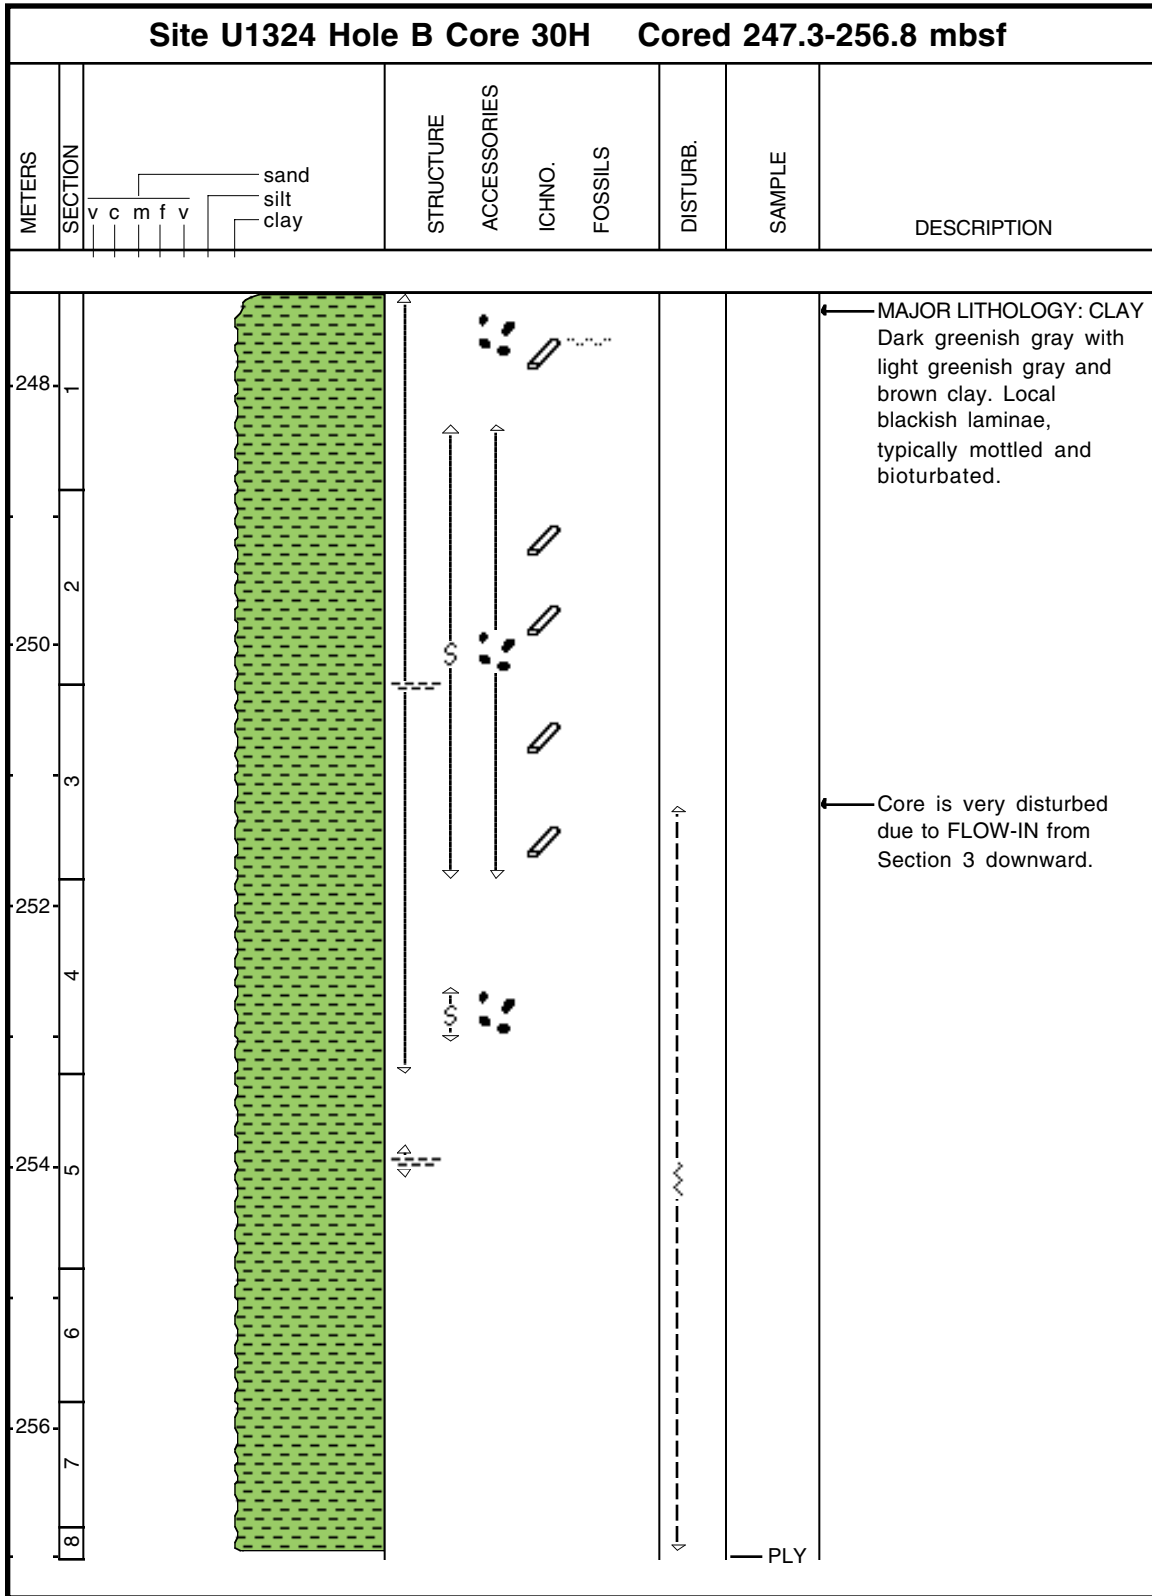 Site U1324 Hole B Core 30H Cored 247.3-256.8 mbsf
METERS
SECTION
v c m f v
sand
silt
clay
STRUCTURE
ACCESSORIES
ICHNO.
FOSSILS
DISTURB.
SAMPLE
DESCRIPTION
248
250
252
254
256
1
2
3
4
5
6
7
8
S
S
MAJOR LITHOLOGY: CLAY
Dark greenish gray with
light greenish gray and
brown clay. Local
blackish laminae,
typically mottled and
bioturbated.
Core is very disturbed
due to FLOW-IN from
Section 3 downward.
PLY